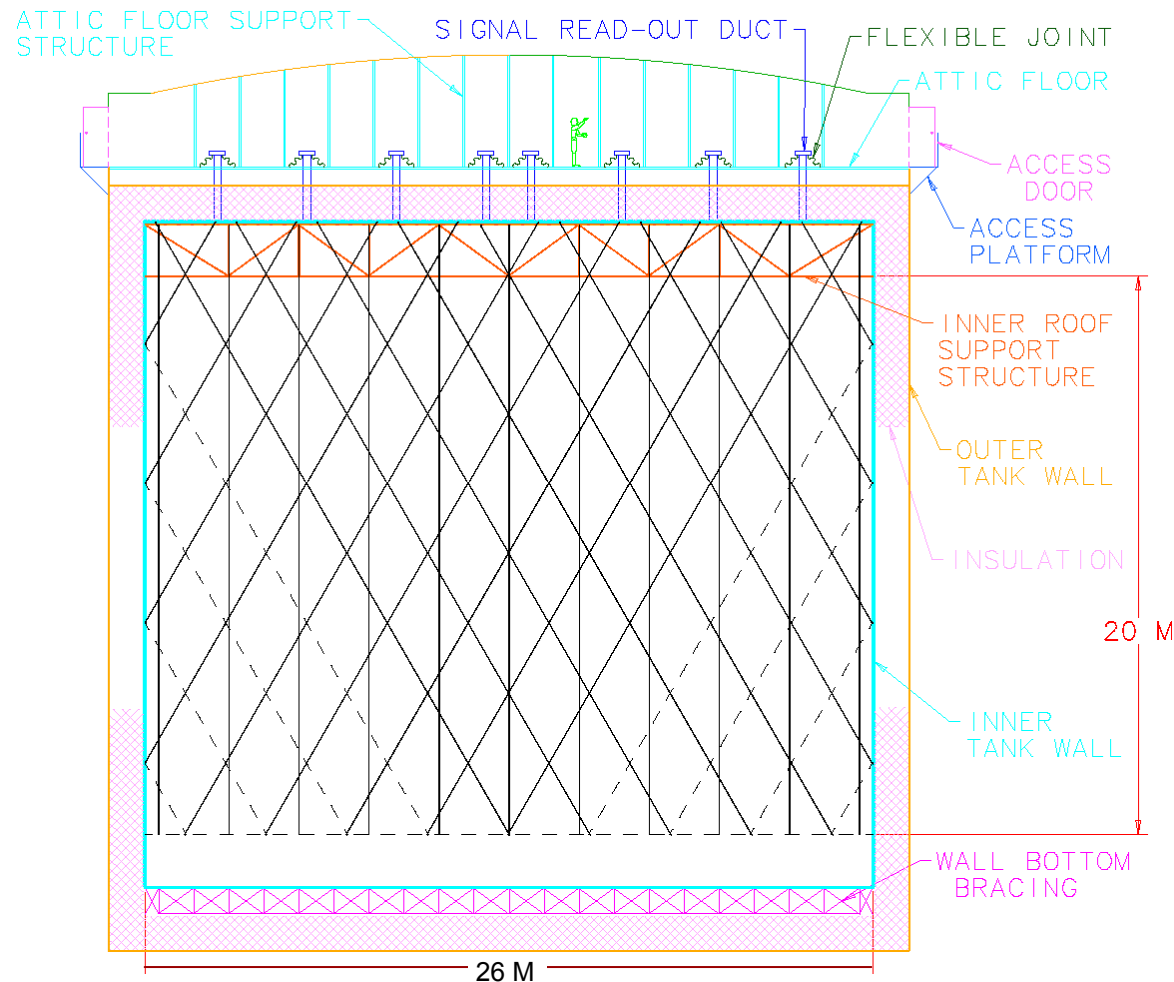 ATTIC FLOOR SUPPORT
STRUCTURE
SIGNAL READ-OUT DUCT
FLEXIBLE JOINT
ATTIC FLOOR
ACCESS
DOOR
ACCESS
PLATFORM
INNER ROOF
SUPPORT
STRUCTURE
OUTER
TANK WALL
INSULATION
20 M
INNER
TANK WALL
WALL BOTTOM
BRACING
26 M